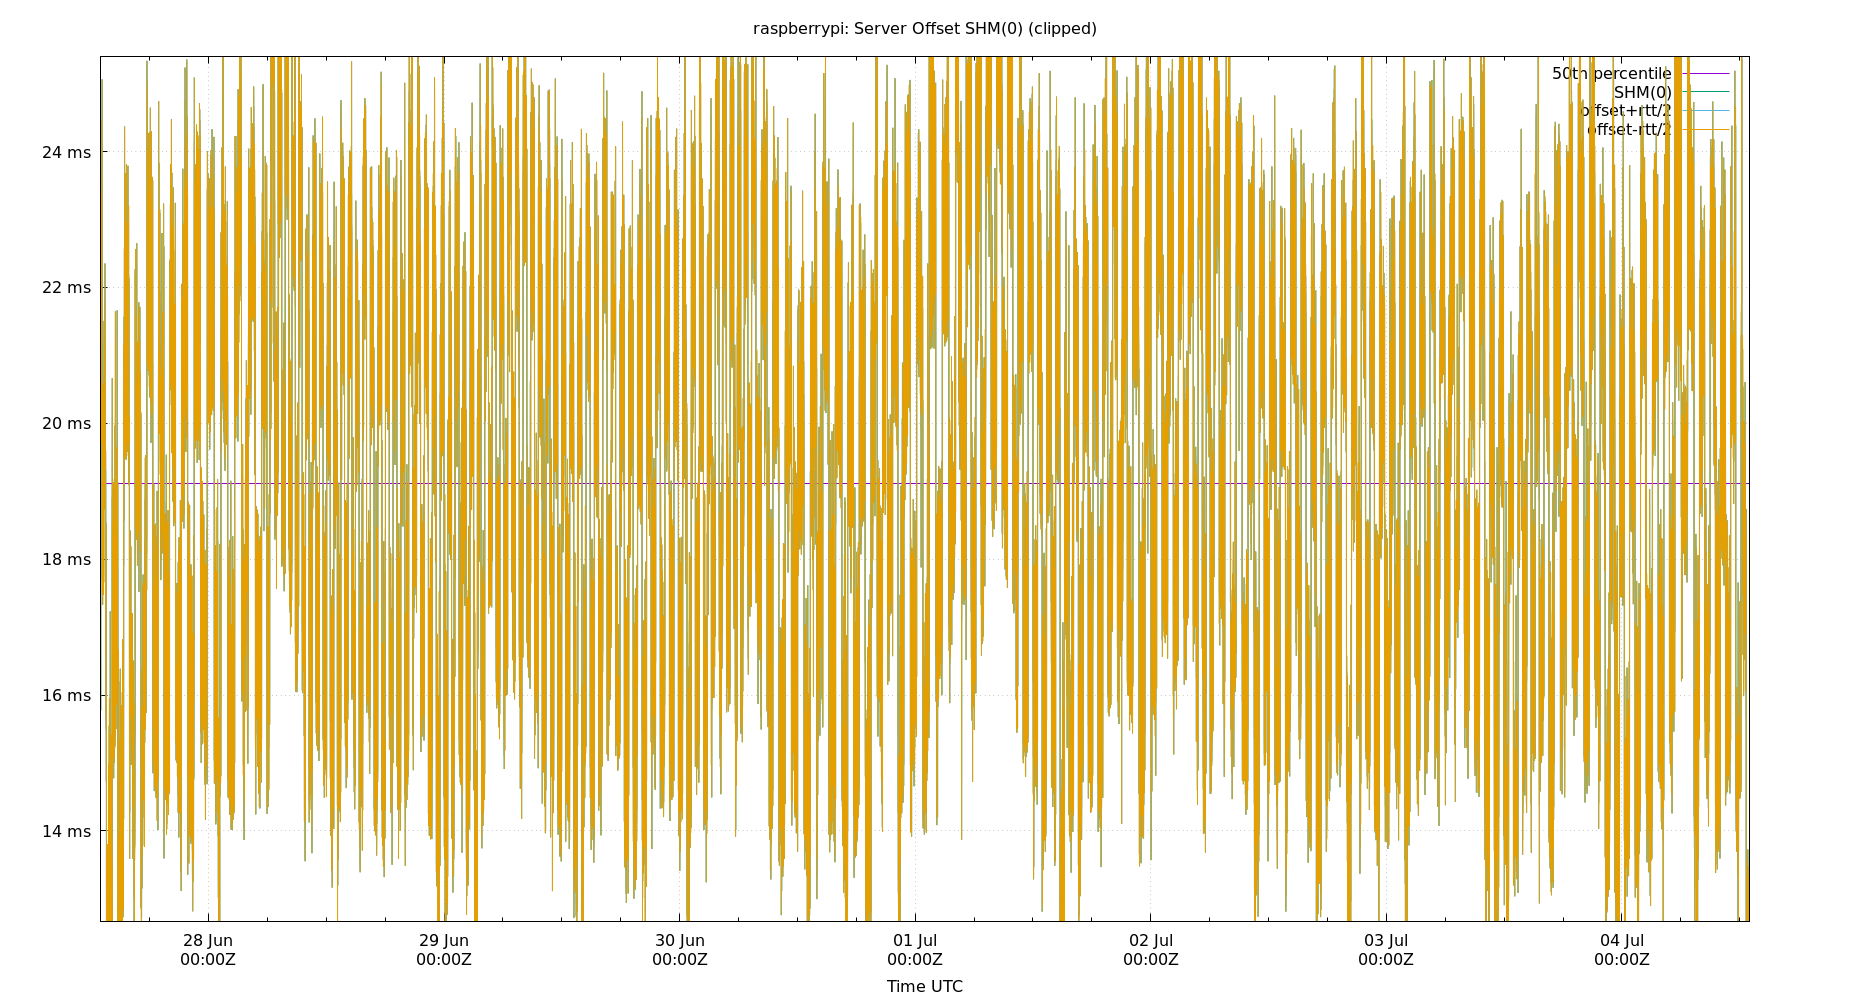 raspberrypi: Server Offset SHM(0) (clipped)
50th percentile
SHM(0)
offset+rtt/2
offset-rtt/2
24 ms
22 ms
20 ms
18 ms
16 ms
14 ms
28 Jun 29 Jun 30 Jun 01 Jul 02 Jul 03 Jul 04 Jul
00:00Z 00:00Z 00:00Z 00:00Z 00:00Z 00:00Z 00:00Z
Time UTC